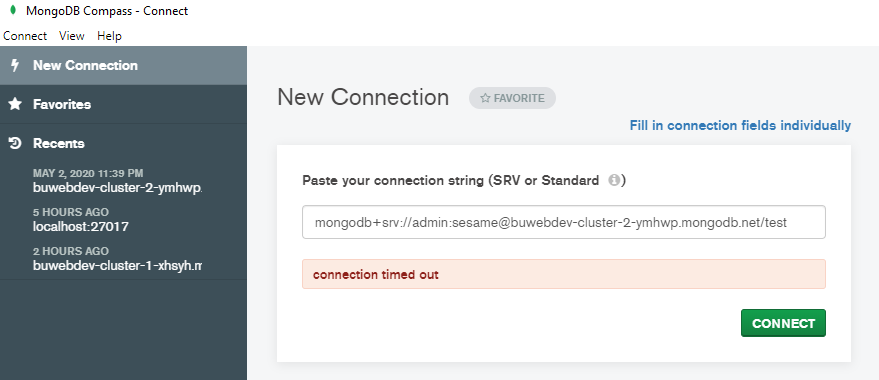 MongoDB Compass - Connect
Connect View Help
New Connection
Favorites
Recents
MAY 2, 2020 11:39 PM
buwebdev-cluster-2-ymhwp.
5 HOURS AGO
localhost:27017
2 HOURS AGO
buwebdev-cluster-1-xhsyh.m
New Connection
FAVORITE
Fill in connection fields individually
Paste your connection string (SRV or Standard i)
mongodb+srv://admin:sesame@buwebdev-cluster-2-ymhwp.mongodb.net/test
connection timed out
CONNECT